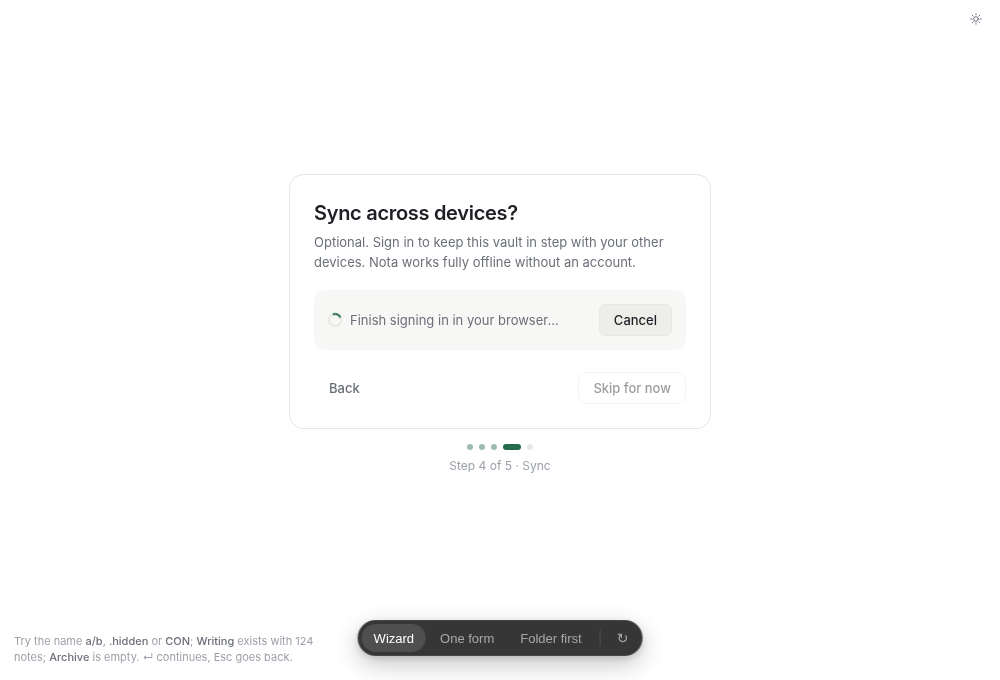 Sync across devices?
Optional. Sign in to keep this vault in step with your other
devices. Nota works fully offline without an account.
Finish signing in in your browser…
Cancel
Back
Skip for now
Step 4 of 5 · Sync
Try the name a/b, .hidden or CON; Writing exists with 124
notes; Archive is empty. ↵ continues, Esc goes back.
Wizard
One form
Folder first
↻